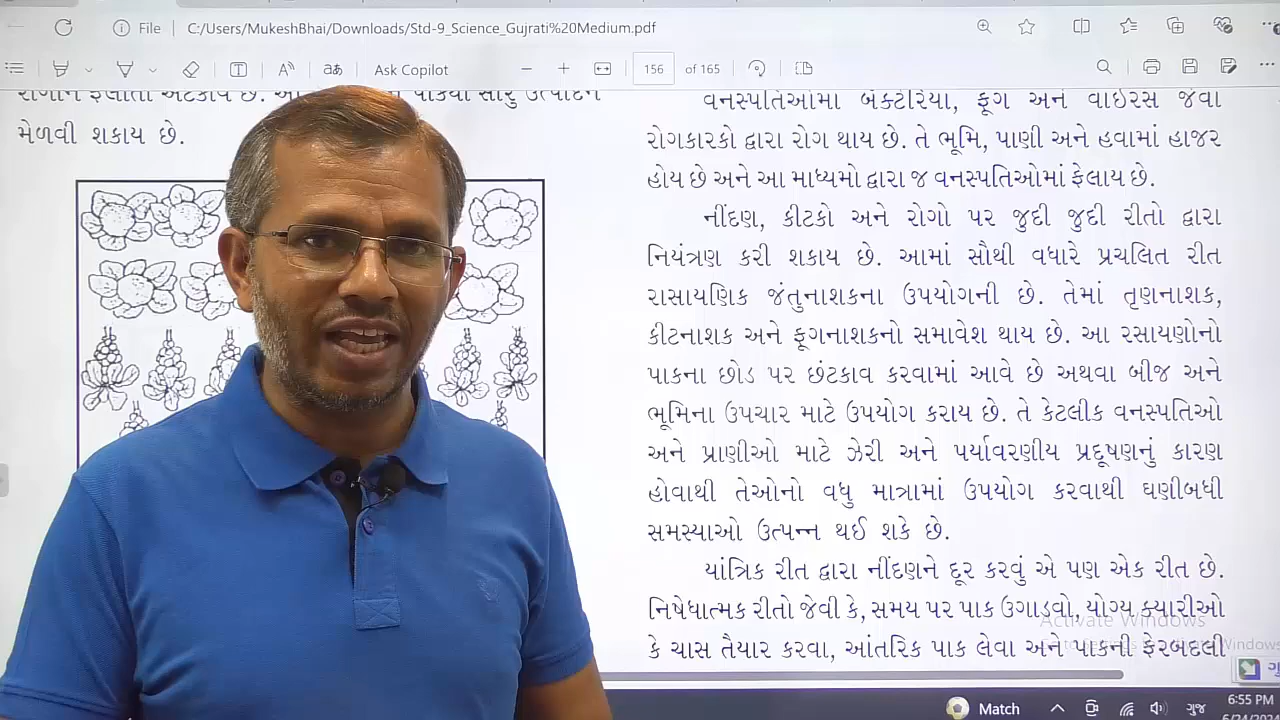 File C:/Users/MukeshBhai/Downloads/Std-9_Science_Gujrati%20Medium.pdf
Ask Copilot 156 of 165
મેળવી શકાય છે.
વનસ્પતિઓમાં બૅક્ટેરિયા, ફૂગ અને વાઇરસ જેવા
રોગકારકો દ્વારા રોગ થાય છે. તે ભૂમિ, પાણી અને હવામાં હાજર
હોય છે અને આ માધ્યમો દ્વારા જ વનસ્પતિઓમાં ફેલાય છે.
નીંદણ, કીટકો અને રોગો પર જુદી જુદી રીતો દ્વારા
નિયંત્રણ કરી શકાય છે. આમાં સૌથી વધારે પ્રચલિત રીત
રાસાયણિક જંતુનાશકના ઉપયોગની છે. તેમાં તૃણનાશક,
કીટનાશક અને ફૂગનાશકનો સમાવેશ થાય છે. આ રસાયણોનો
પાકના છોડ પર છંટકાવ કરવામાં આવે છે અથવા બીજ અને
ભૂમિના ઉપચાર માટે ઉપયોગ કરાય છે. તે કેટલીક વનસ્પતિઓ
અને પ્રાણીઓ માટે ઝેરી અને પર્યાવરણીય પ્રદૂષણનું કારણ
હોવાથી તેઓનો વધુ માત્રામાં ઉપયોગ કરવાથી ઘણીબધી
સમસ્યાઓ ઉત્પન્ન થઈ શકે છે.
યાંત્રિક રીત દ્વારા નીંદણને દૂર કરવું એ પણ એક રીત છે.
નિષેધાત્મક રીતો જેવી કે, સમય પર પાક ઉગાડવો, યોગ્ય ક્યારીઓ
કે ચાસ તૈયાર કરવા, આંતરિક પાક લેવા અને પાકની ફેરબદલી
Activate Windows
Match ગુજ 6:55 PM